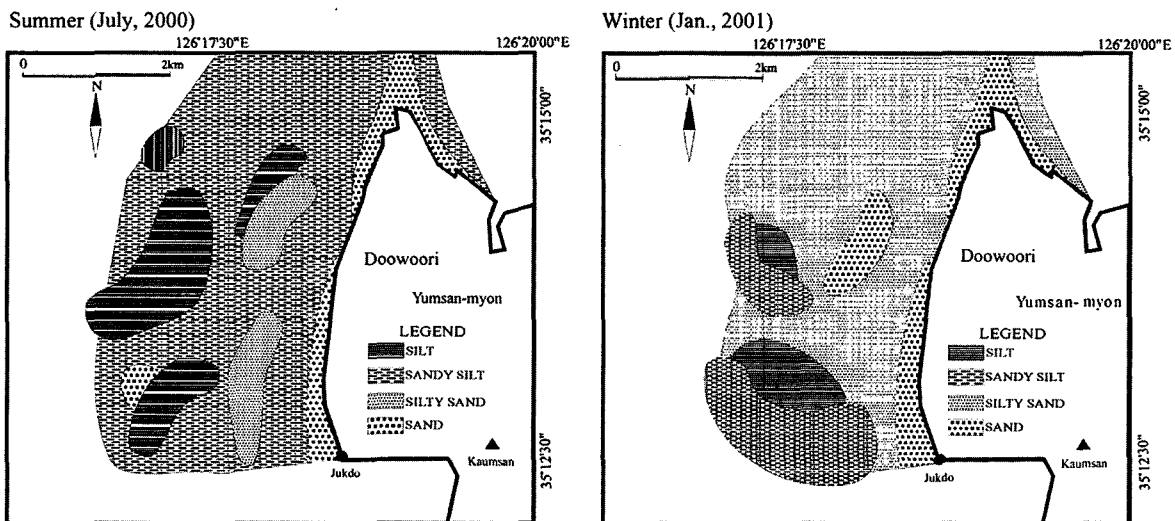 Summer (July, 2000)
126°17'30"E 126°20'00"E
0 2km
N
35°15'00"
Doowoori
Yumsan-myon
LEGEND
SILT
SANDY SILT
SILTY SAND
SAND
Kaumsan
Jukdo
35°12'30"
Winter (Jan., 2001)
126°17'30"E 126°20'00"E
0 2km
N
35°15'00"
Doowoori
Yumsan-myon
LEGEND
SILT
SANDY SILT
SILTY SAND
SAND
Kaumsan
Jukdo
35°12'30"